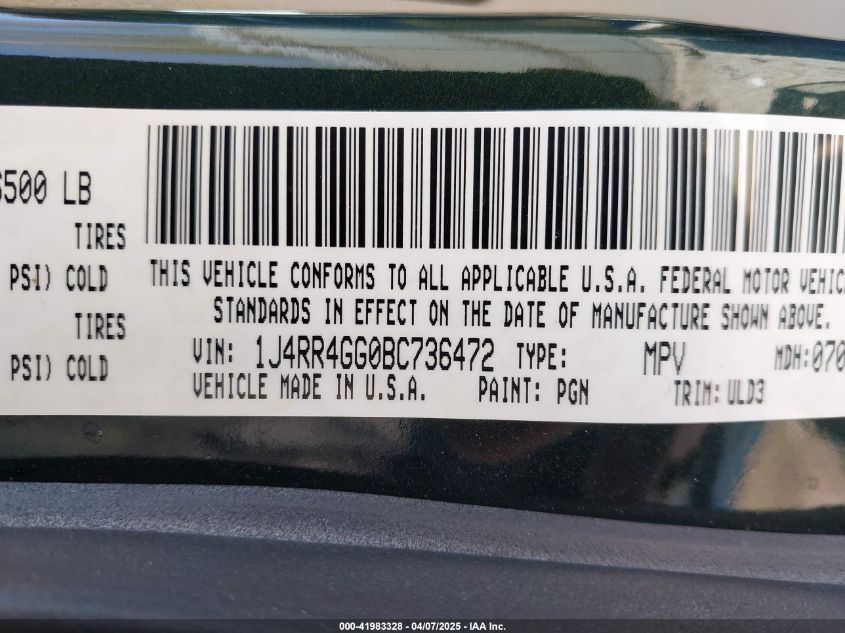 6500 LB
TIRES
PSI) COLD
TIRES
PSI) COLD
THIS VEHICLE CONFORMS TO ALL APPLICABLE U.S.A. FEDERAL MOTOR VEHICLE
STANDARDS IN EFFECT ON THE DATE OF MANUFACTURE SHOWN ABOVE.
VIN: 1J4RR4GG0BC736472 TYPE: MPV MDH:070
VEHICLE MADE IN U.S.A. PAINT: PGN TRIM: ULD3
000-41983328 - 04/07/2025 - IAA Inc.